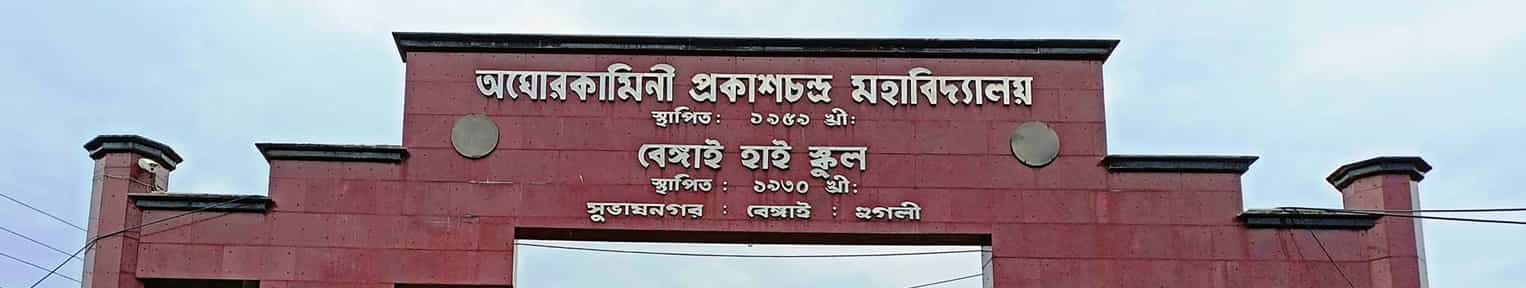 অঘোরকামিনী প্রকাশচন্দ্র মহাবিদ্যালয়
স্থাপিত: ১৯৫৯ খ্রী:
বেঙ্গাই হাই স্কুল
স্থাপিত: ১৯৩০ খ্রী:
সুভাষনগর : বেঙ্গাই : হুগলী